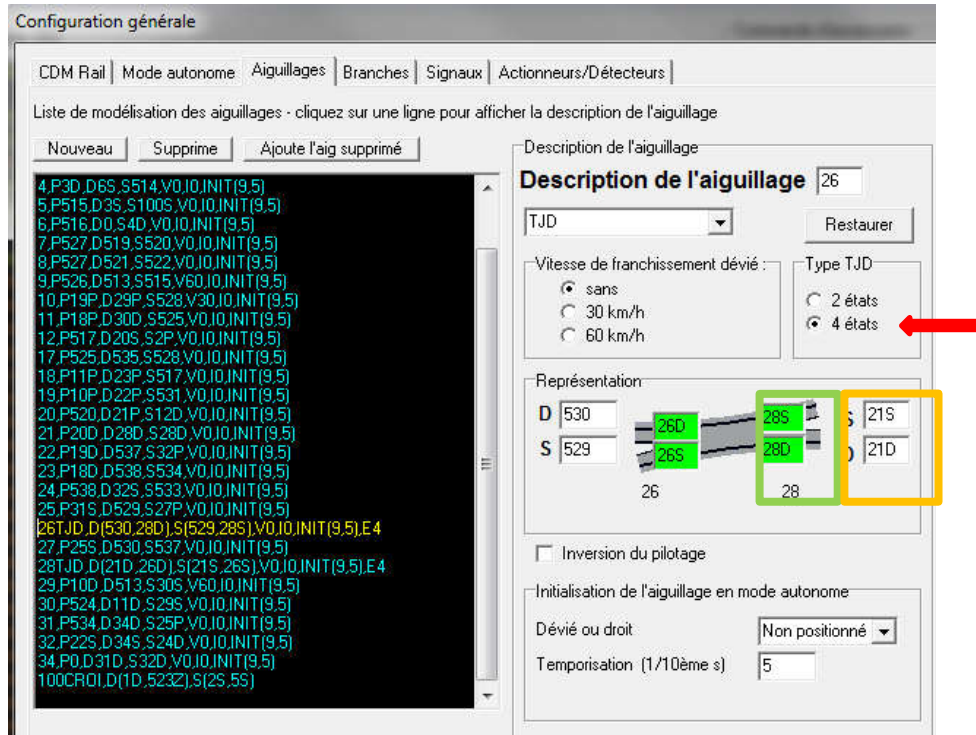 Configuration générale
CDM Rail Mode autonome Aiguillages Branches Signaux Actionneurs/Détecteurs
Liste de modélisation des aiguillages - cliquez sur une ligne pour afficher la description de l'aiguillage
Nouveau Supprime Ajoute l'aig supprimé
4,P3D,D6S,S514,V0,I0,INIT(9,5)
5,P515,D3S,S100S,V0,I0,INIT(9,5)
6,P516,D0,S4D,V0,I0,INIT(9,5)
7,P527,D519,S520,V0,I0,INIT(9,5)
8,P527,D521,S522,V0,I0,INIT(9,5)
9,P526,D513,S515,V60,I0,INIT(9,5)
10,P19P,D29P,S528,V30,I0,INIT(9,5)
11,P18P,D30D,S525,V0,I0,INIT(9,5)
12,P517,D20S,S2P,V0,I0,INIT(9,5)
17,P525,D535,S528,V0,I0,INIT(9,5)
18,P11P,D23P,S517,V0,I0,INIT(9,5)
19,P10P,D22P,S531,V0,I0,INIT(9,5)
20,P520,D21P,S12D,V0,I0,INIT(9,5)
21,P20D,D28D,S28D,V0,I0,INIT(9,5)
22,P19D,D537,S32P,V0,I0,INIT(9,5)
23,P18D,D538,S534,V0,I0,INIT(9,5)
24,P538,D32S,S533,V0,I0,INIT(9,5)
25,P31S,D529,S27P,V0,I0,INIT(9,5)
26TJD,D(530,28D),S(529,28S),V0,I0,INIT(9,5),E4
27,P25S,D530,S537,V0,I0,INIT(9,5)
28TJD,D(21D,26D),S(21S,26S),V0,I0,INIT(9,5),E4
29,P10D,D513,S30S,V60,I0,INIT(9,5)
30,P524,D11D,S29S,V0,I0,INIT(9,5)
31,P534,D34D,S25P,V0,I0,INIT(9,5)
32,P22S,D34S,S24D,V0,I0,INIT(9,5)
34,P0,D31D,S32D,V0,I0,INIT(9,5)
100CROI,D(1D,523Z),S(2S,5S)
Description de l'aiguillage
Description de l'aiguillage 26
TJD Restaurer
Vitesse de franchissement dévié : Type TJD
sans
30 km/h 2 états
60 km/h 4 états
Représentation
D 530 26D 28S S 21S
S 529 26S 28D D 21D
26 28
Inversion du pilotage
Initialisation de l'aiguillage en mode autonome
Dévié ou droit Non positionné
Temporisation (1/10ème s) 5